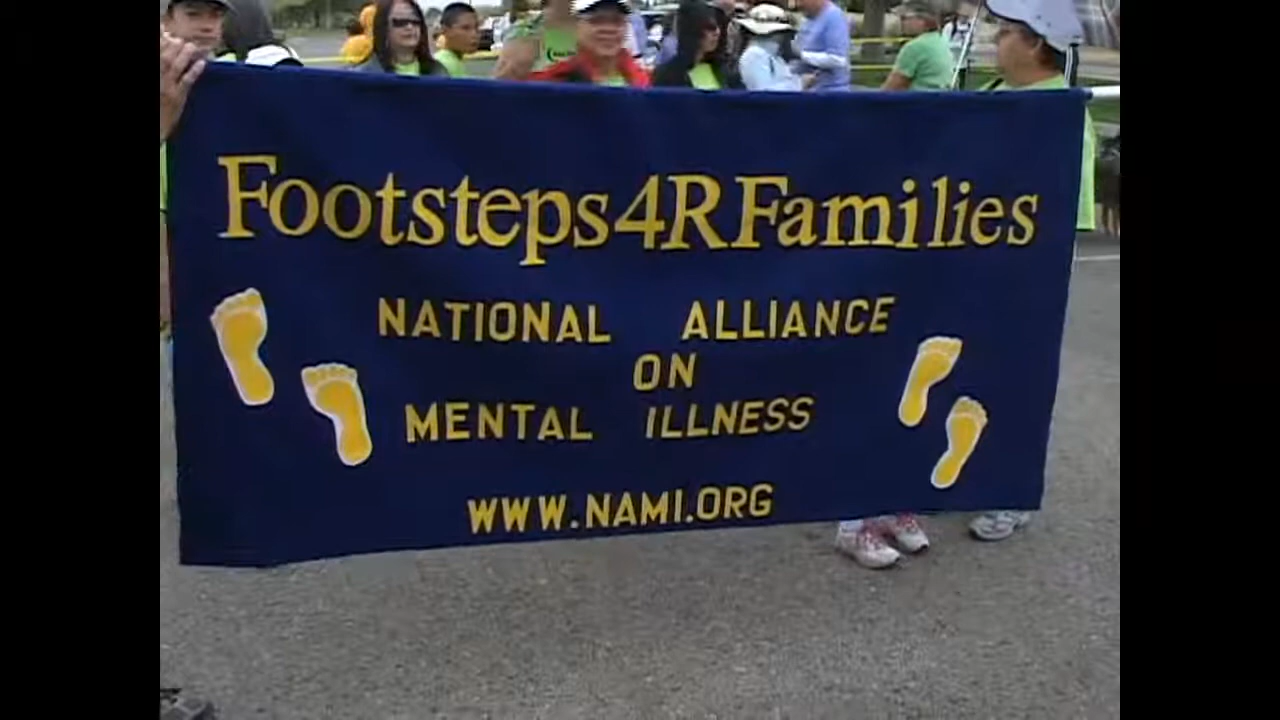 Footsteps4RFamilies
NATIONAL ALLIANCE
ON
MENTAL ILLNESS
WWW.NAMI.ORG